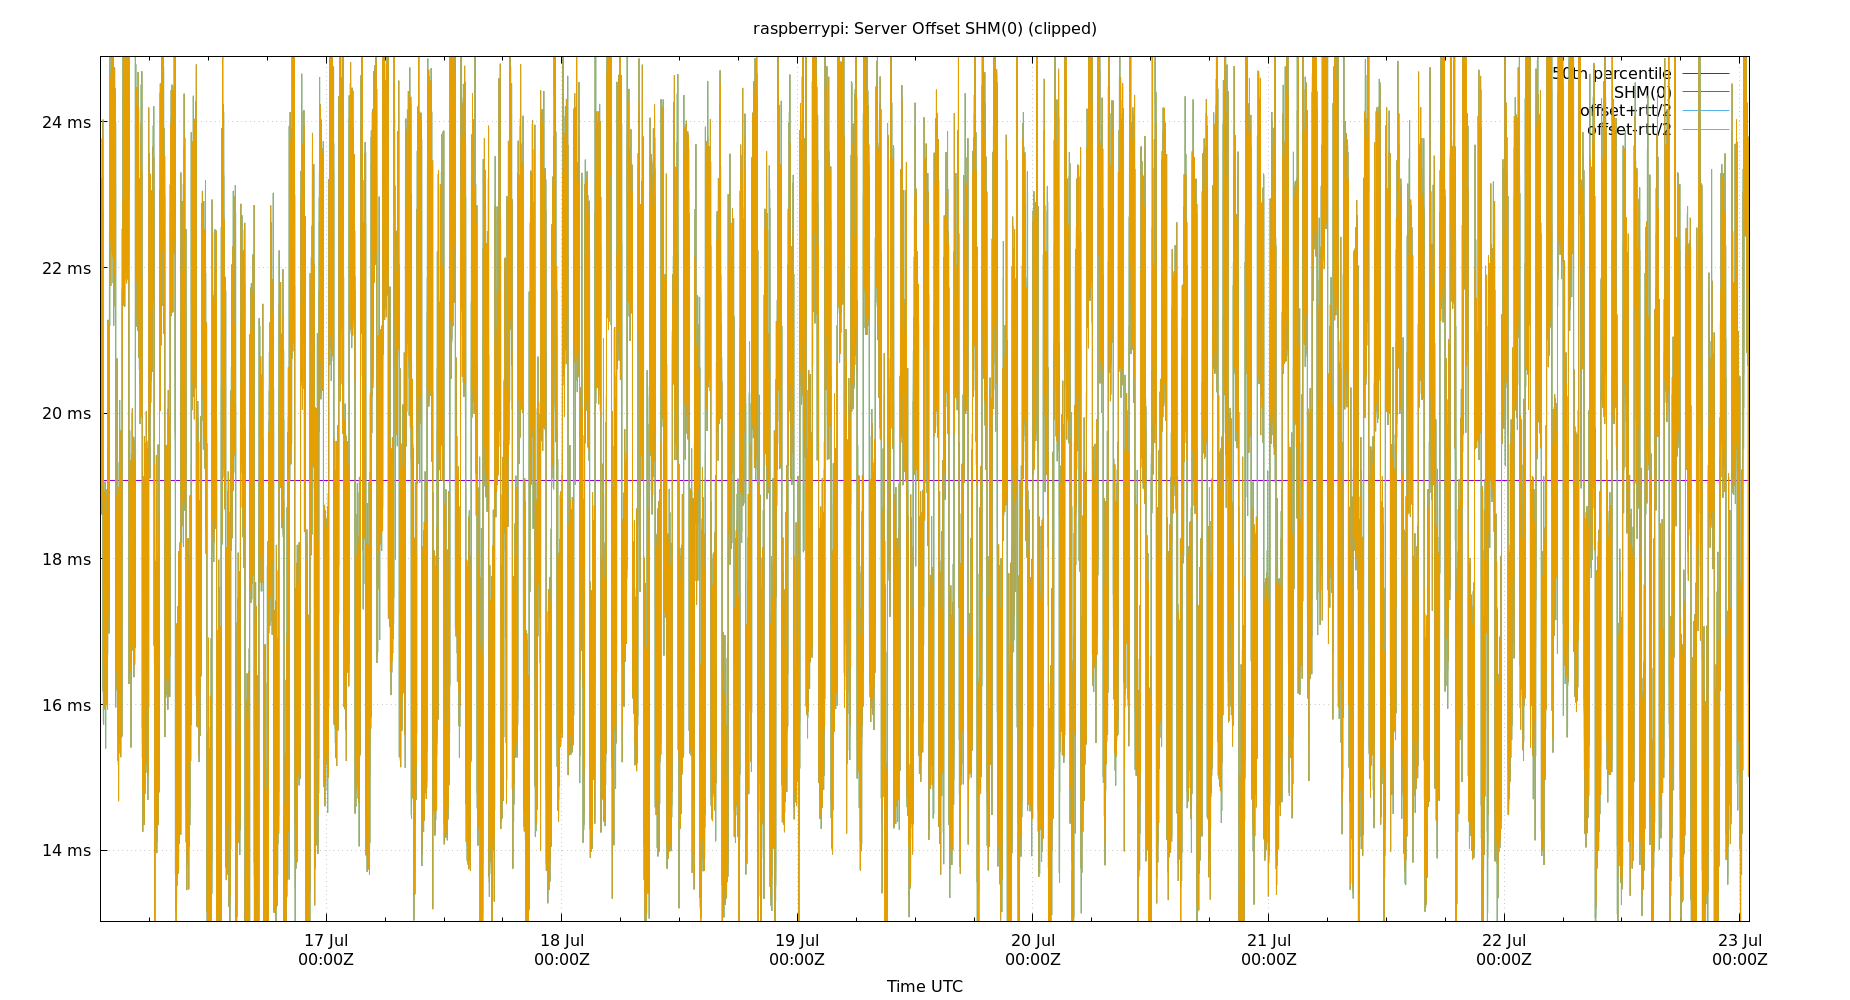 raspberrypi: Server Offset SHM(0) (clipped)
50th percentile
SHM(0)
offset+rtt/2
offset-rtt/2
24 ms
22 ms
20 ms
18 ms
16 ms
14 ms
17 Jul 18 Jul 19 Jul 20 Jul 21 Jul 22 Jul 23 Jul
00:00Z 00:00Z 00:00Z 00:00Z 00:00Z 00:00Z 00:00Z
Time UTC